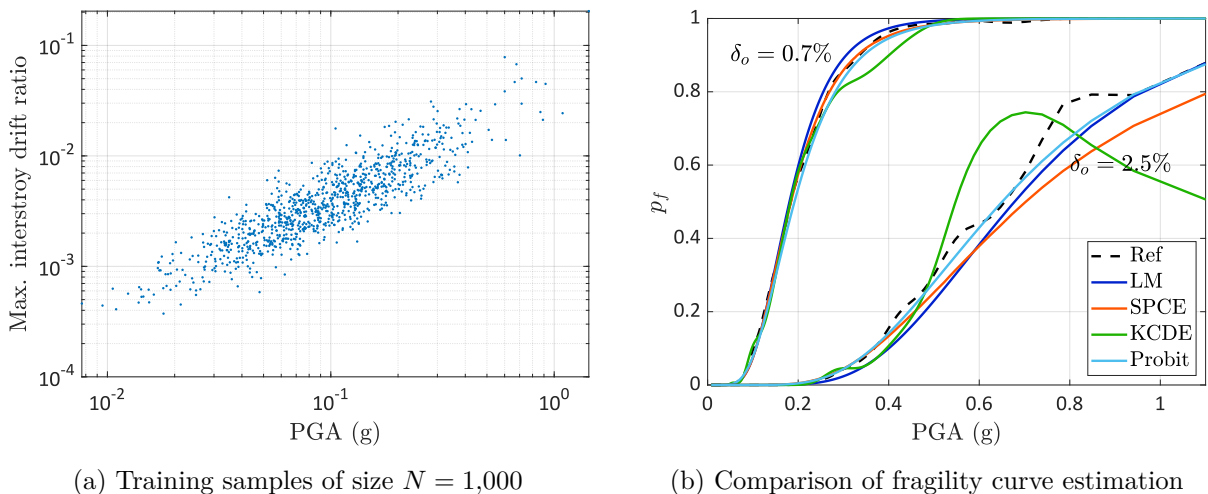 10^-1
10^-2
10^-3
10^-4
Max. interstroy drift ratio
10^-2
10^-1
10^0
PGA (g)
(a) Training samples of size N = 1,000
1
0.8
0.6
0.4
0.2
0
p_f
δ_o = 0.7%
δ_o = 2.5%
Ref
LM
SPCE
KCDE
Probit
0
0.2
0.4
0.6
0.8
1
PGA (g)
(b) Comparison of fragility curve estimation